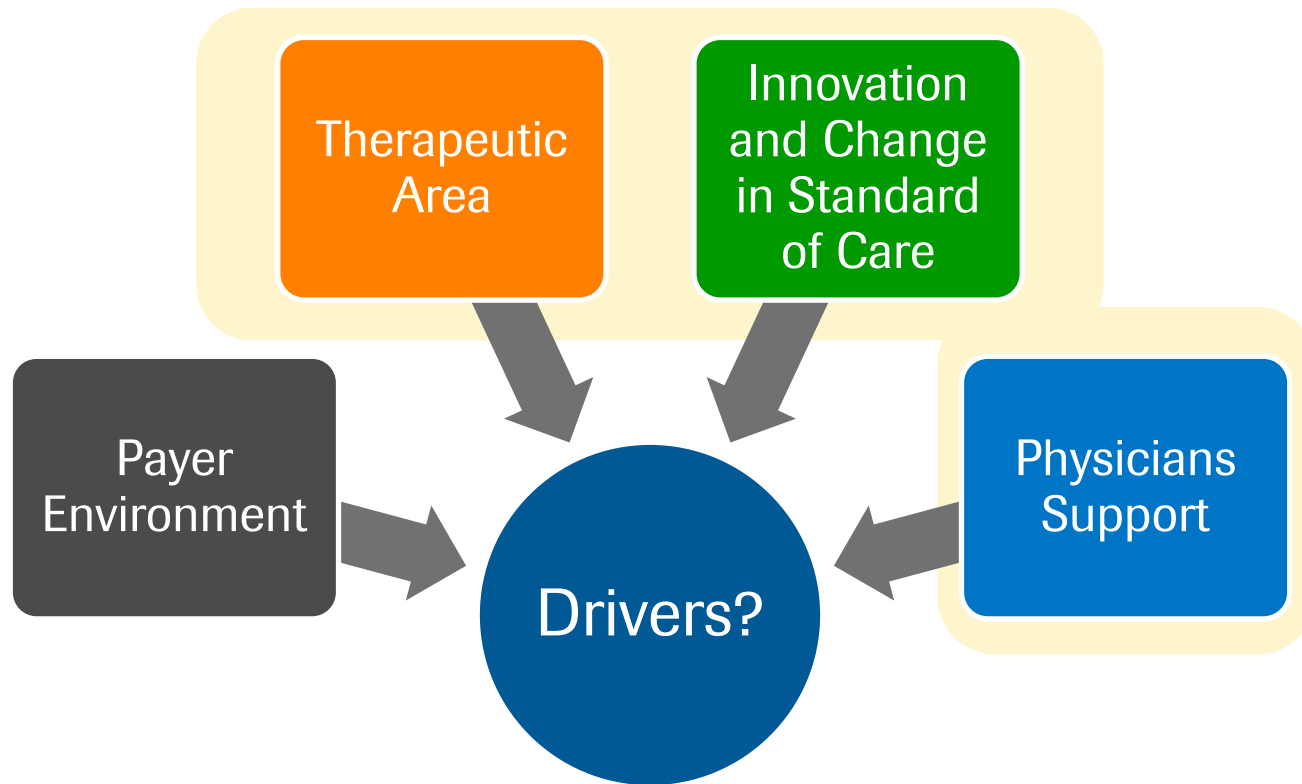 Therapeutic
Area
Innovation
and Change
in Standard
of Care
Payer
Environment
Physicians
Support
Drivers?